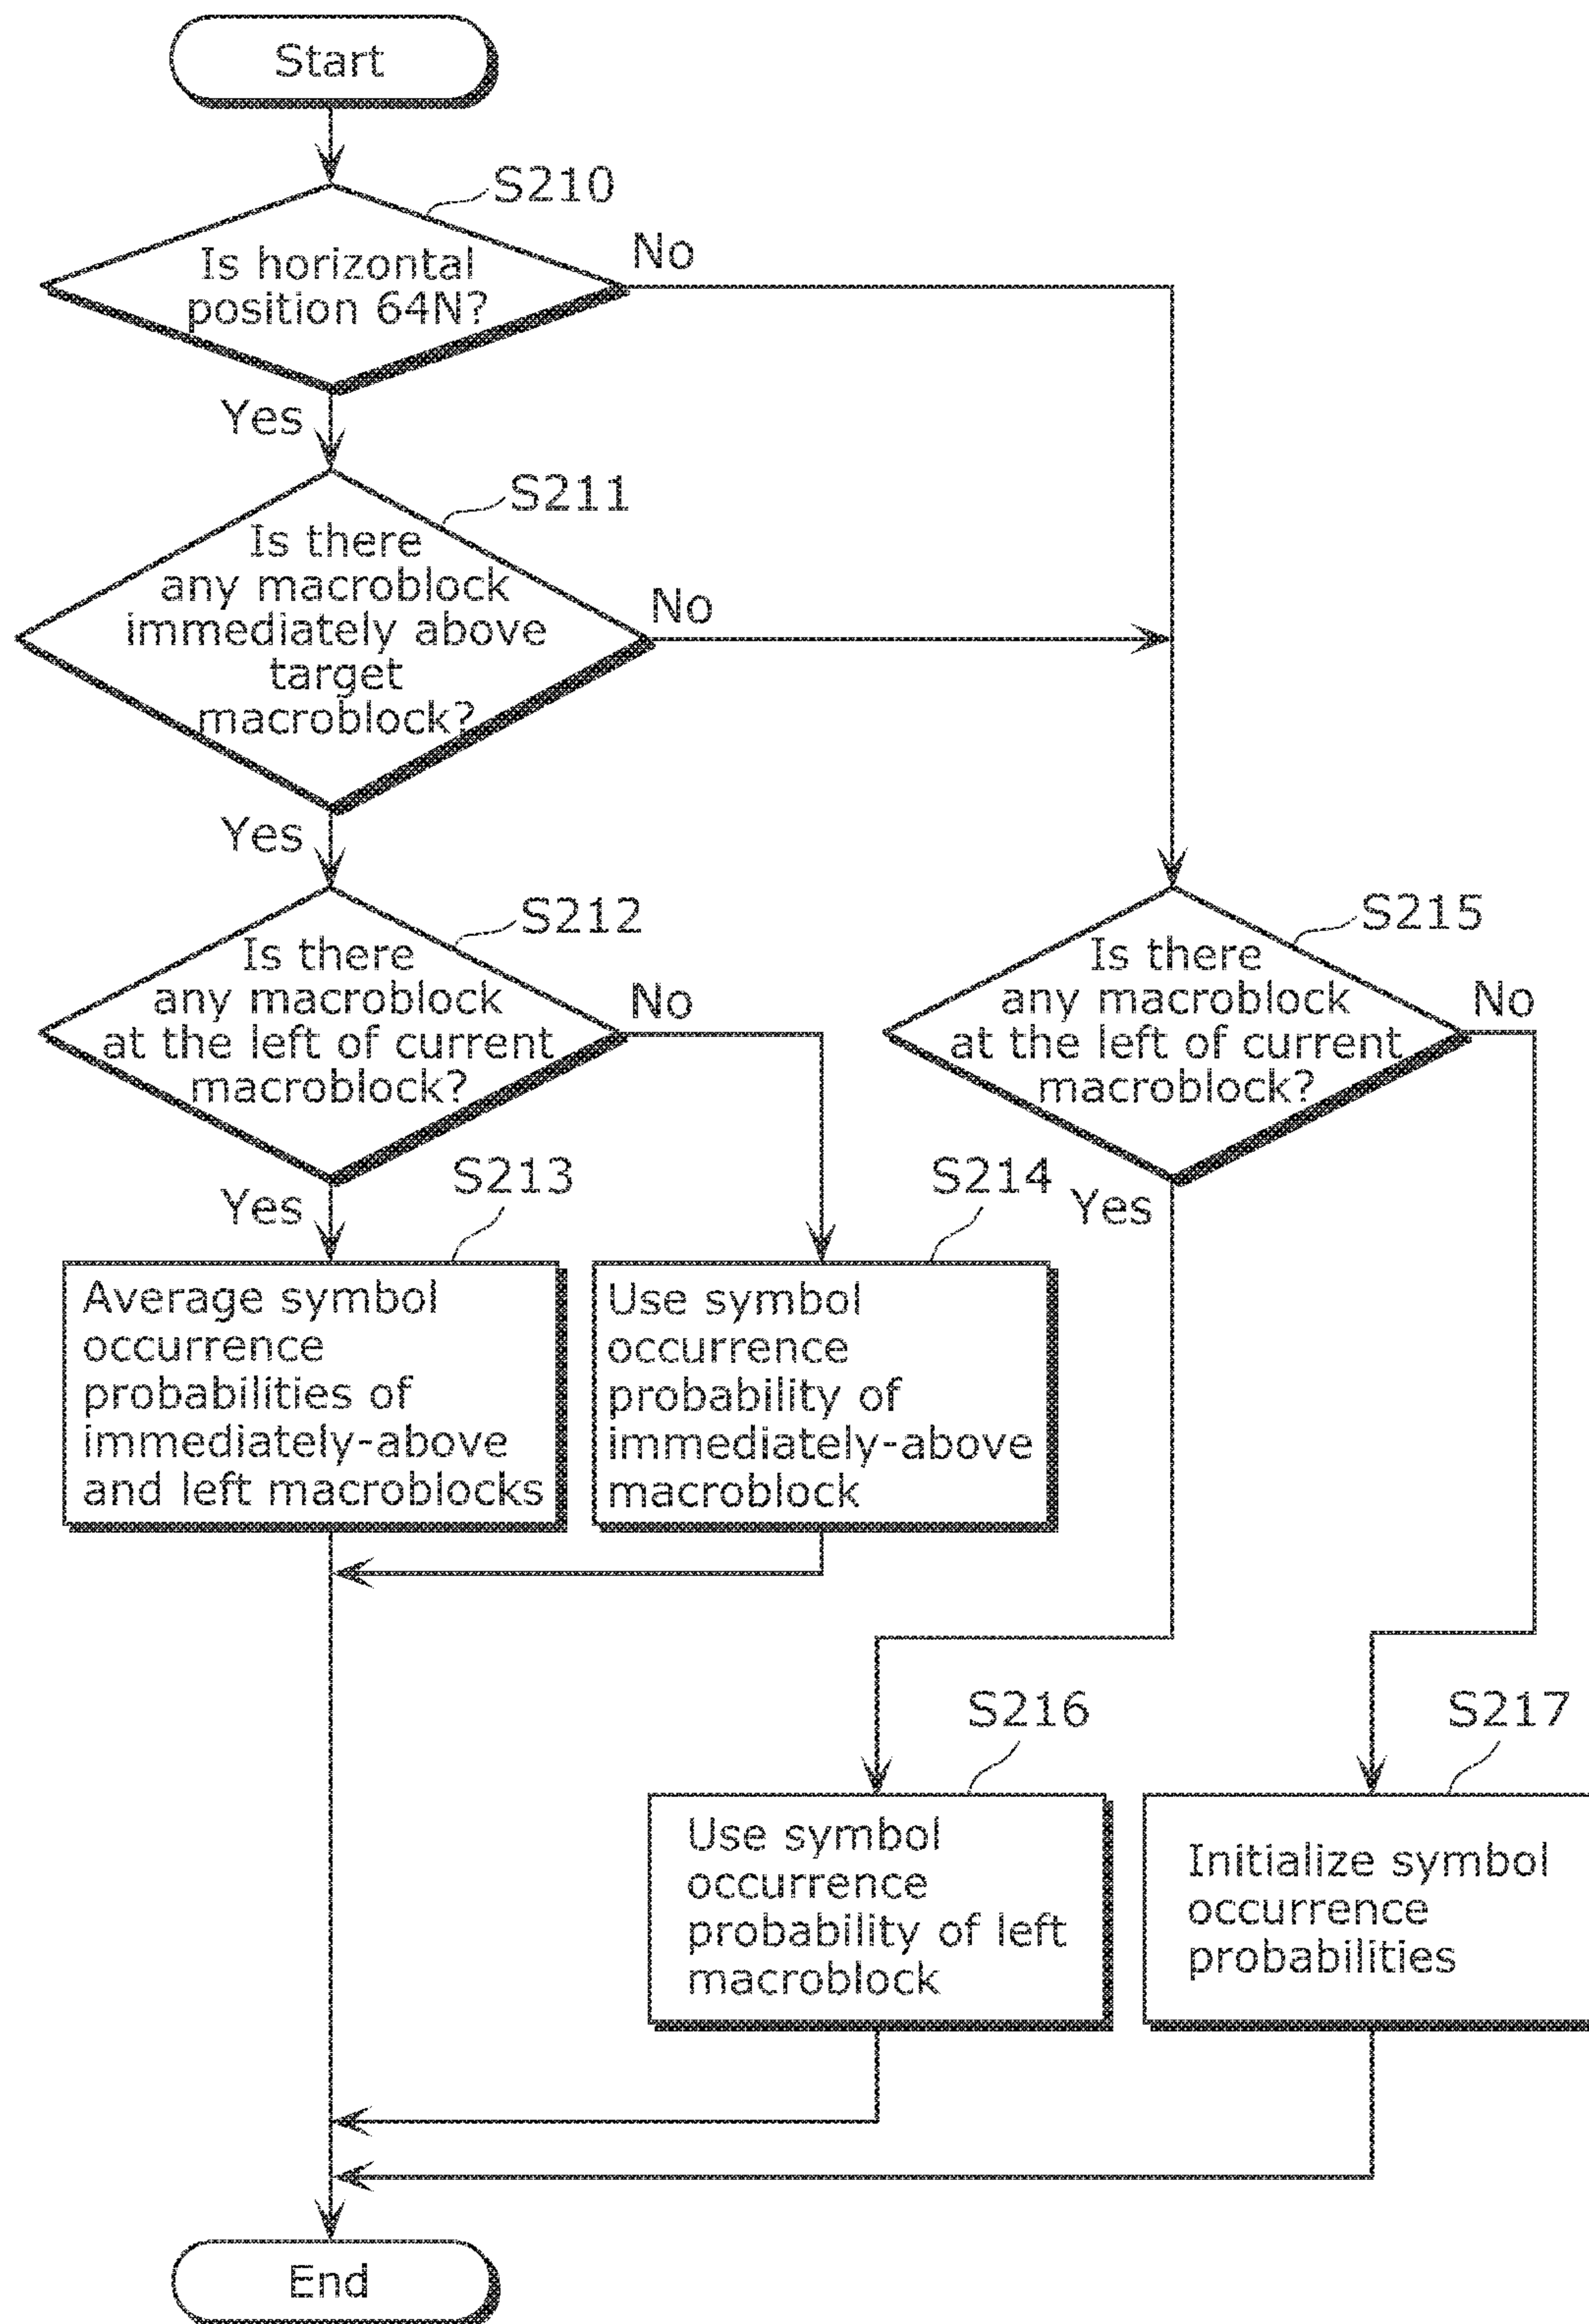 Start
S210
Is horizontal
position 64N?
No
Yes
S211
Is there
any macroblock
immediately above
target
macroblock?
No
Yes
S212
Is there
any macroblock
at the left of current
macroblock?
No
Yes
S215
Is there
any macroblock
at the left of current
macroblock?
No
Yes
S213
Average symbol
occurrence
probabilities of
immediately-above
and left macroblocks
S214
Use symbol
occurrence
probability of
immediately-above
macroblock
S216
Use symbol
occurrence
probability of left
macroblock
S217
Initialize symbol
occurrence
probabilities
End